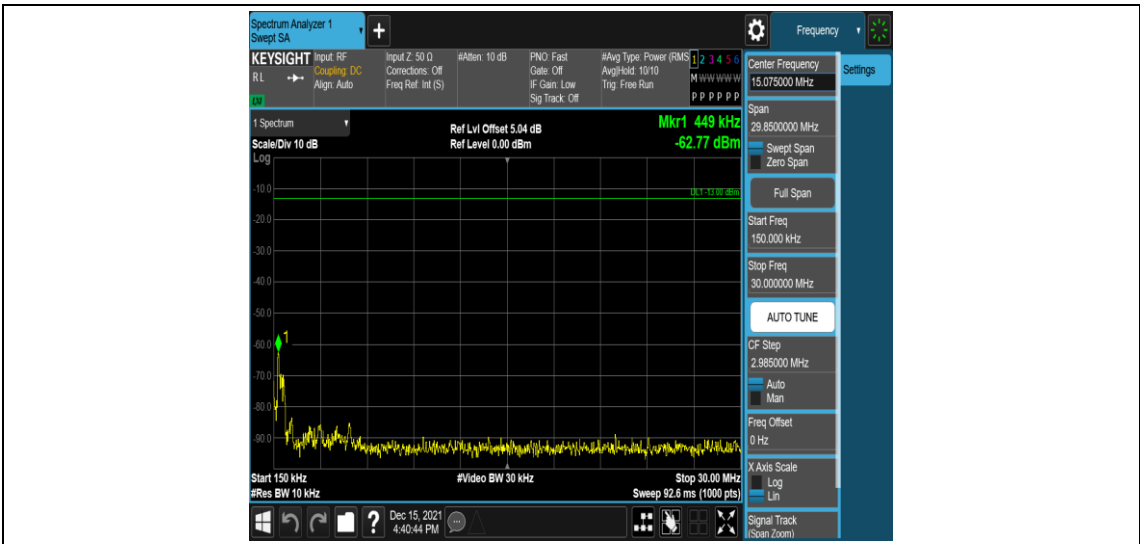 Spectrum Analyzer 1
Swept SA
+
Frequency
KEYSIGHT
RL
LXI
Input: RF
Coupling: DC
Align: Auto
Input Z: 50 Ω
Corrections: Off
Freq Ref: Int (S)
#Atten: 10 dB
PNO: Fast
Gate: Off
IF Gain: Low
Sig Track: Off
#Avg Type: Power (RMS
Avg|Hold: 10/10
Trig: Free Run
1 2 3 4 5 6
M W W W W W
P P P P P P
1 Spectrum
Scale/Div 10 dB
Log
Ref Lvl Offset 5.04 dB
Ref Level 0.00 dBm
Mkr1 449 kHz
-62.77 dBm
DL1 -13.00 dBm
-10.0
-20.0
-30.0
-40.0
-50.0
-60.0
-70.0
-80.0
-90.0
1
Start 150 kHz
#Res BW 10 kHz
#Video BW 30 kHz
Stop 30.00 MHz
Sweep 92.6 ms (1000 pts)
?
Dec 15, 2021
4:40:44 PM
Center Frequency
15.075000 MHz
Settings
Span
29.8500000 MHz
Swept Span
Zero Span
Full Span
Start Freq
150.000 kHz
Stop Freq
30.000000 MHz
AUTO TUNE
CF Step
2.985000 MHz
Auto
Man
Freq Offset
0 Hz
X Axis Scale
Log
Lin
Signal Track
(Span Zoom)